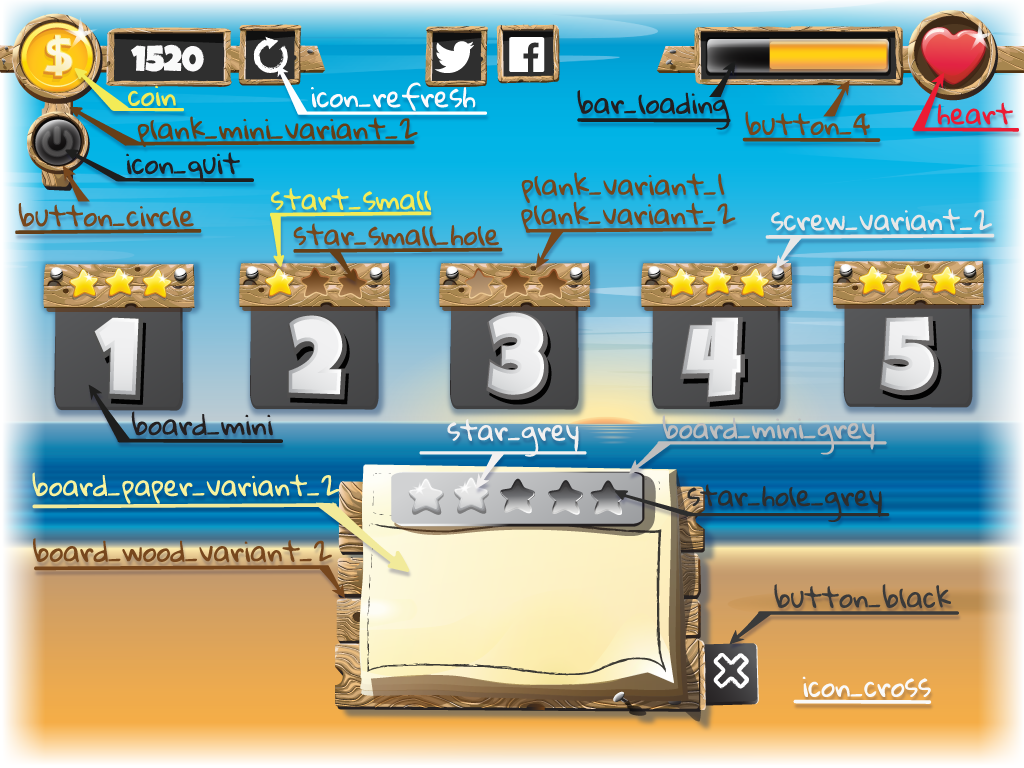 $
1520
coin
icon_refresh
bar_loading
button_4
heart
plank_mini_variant_2
icon_quit
button_circle
start_small
star_small_hole
plank_variant_1
plank_variant_2
screw_variant_2
1
2
3
4
5
board_mini
star_grey
board_mini_grey
board_paper_variant_2
star_hole_grey
board_wood_variant_2
button_black
icon_cross